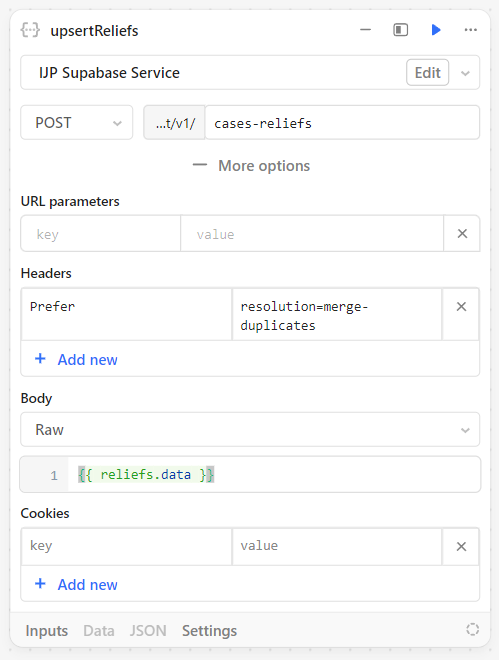 upsertReliefs
IJP Supabase Service
Edit
POST
...t/v1/
cases-reliefs
More options
URL parameters
key
value
Headers
Prefer
resolution=merge-
duplicates
+ Add new
Body
Raw
1
{{ reliefs.data }}
Cookies
key
value
+ Add new
Inputs
Data
JSON
Settings